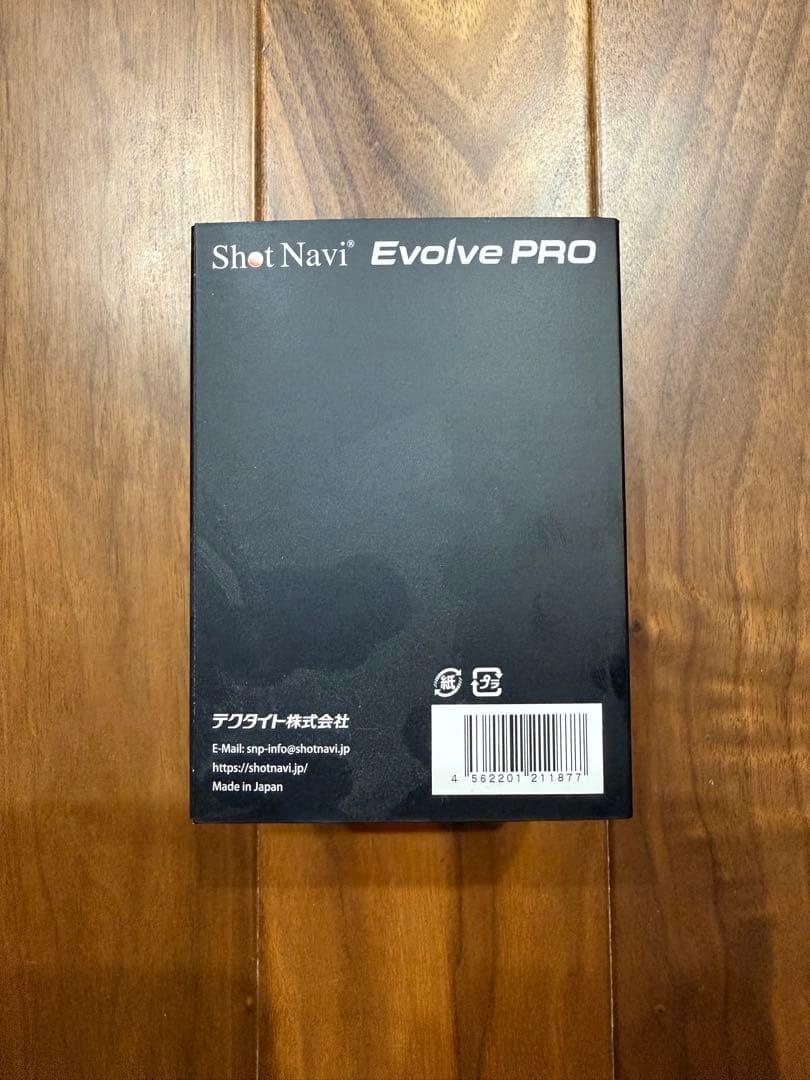 Shot Navi® Evolve PRO
紙 プラ
テクタイト株式会社
E-Mail: snp-info@shotnavi.jp
https://shotnavi.jp/
Made in Japan
4 562201 211877